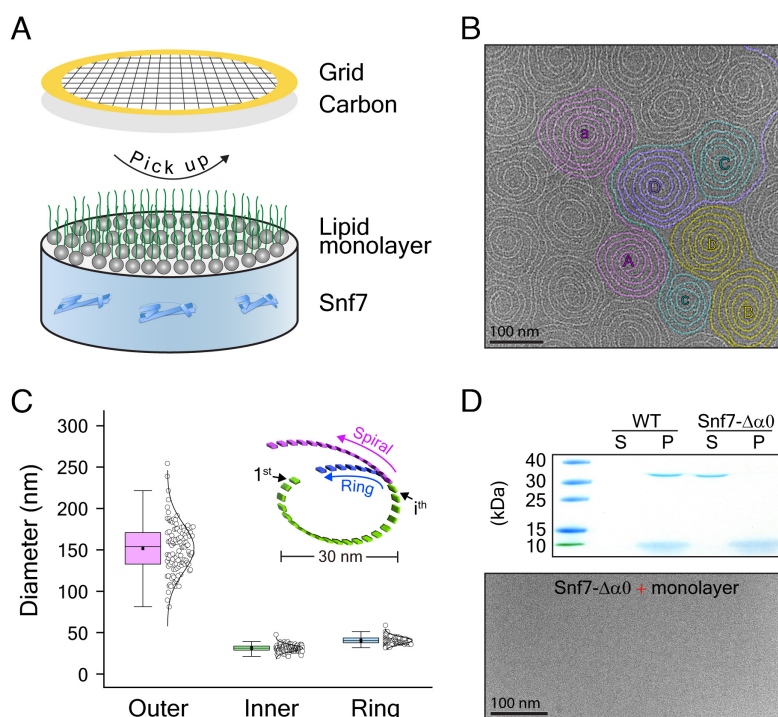 A
Grid
Carbon
Pick up
Lipid
monolayer
Snf7
B
a
C
D
b
A
c
B
100 nm
C
Diameter (nm)
300
250
200
150
100
50
0
Spiral
1st
Ring
ith
30 nm
Outer
Inner
Ring
D
WT
Snf7-Δα0
S
P
S
P
(kDa)
40
30
25
15
10
Snf7-Δα0 + monolayer
100 nm